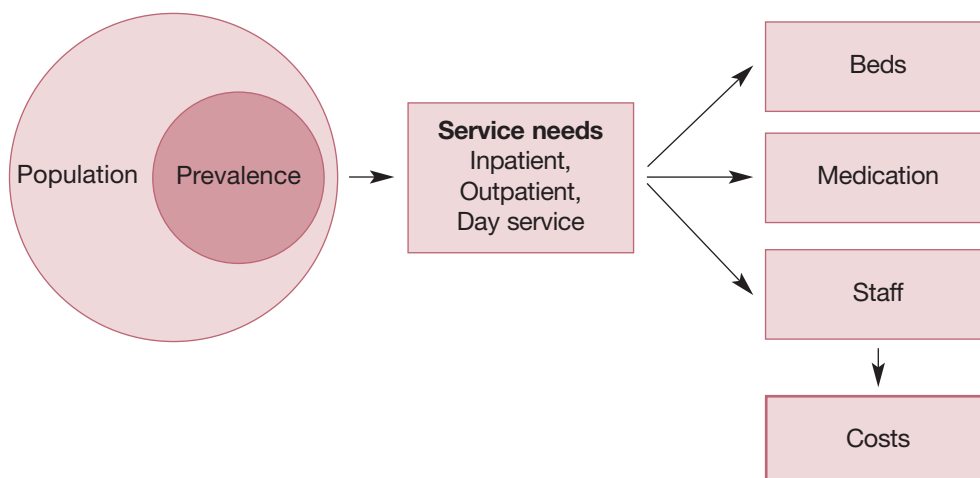 Population
Prevalence
Service needs
Inpatient,
Outpatient,
Day service
Beds
Medication
Staff
Costs